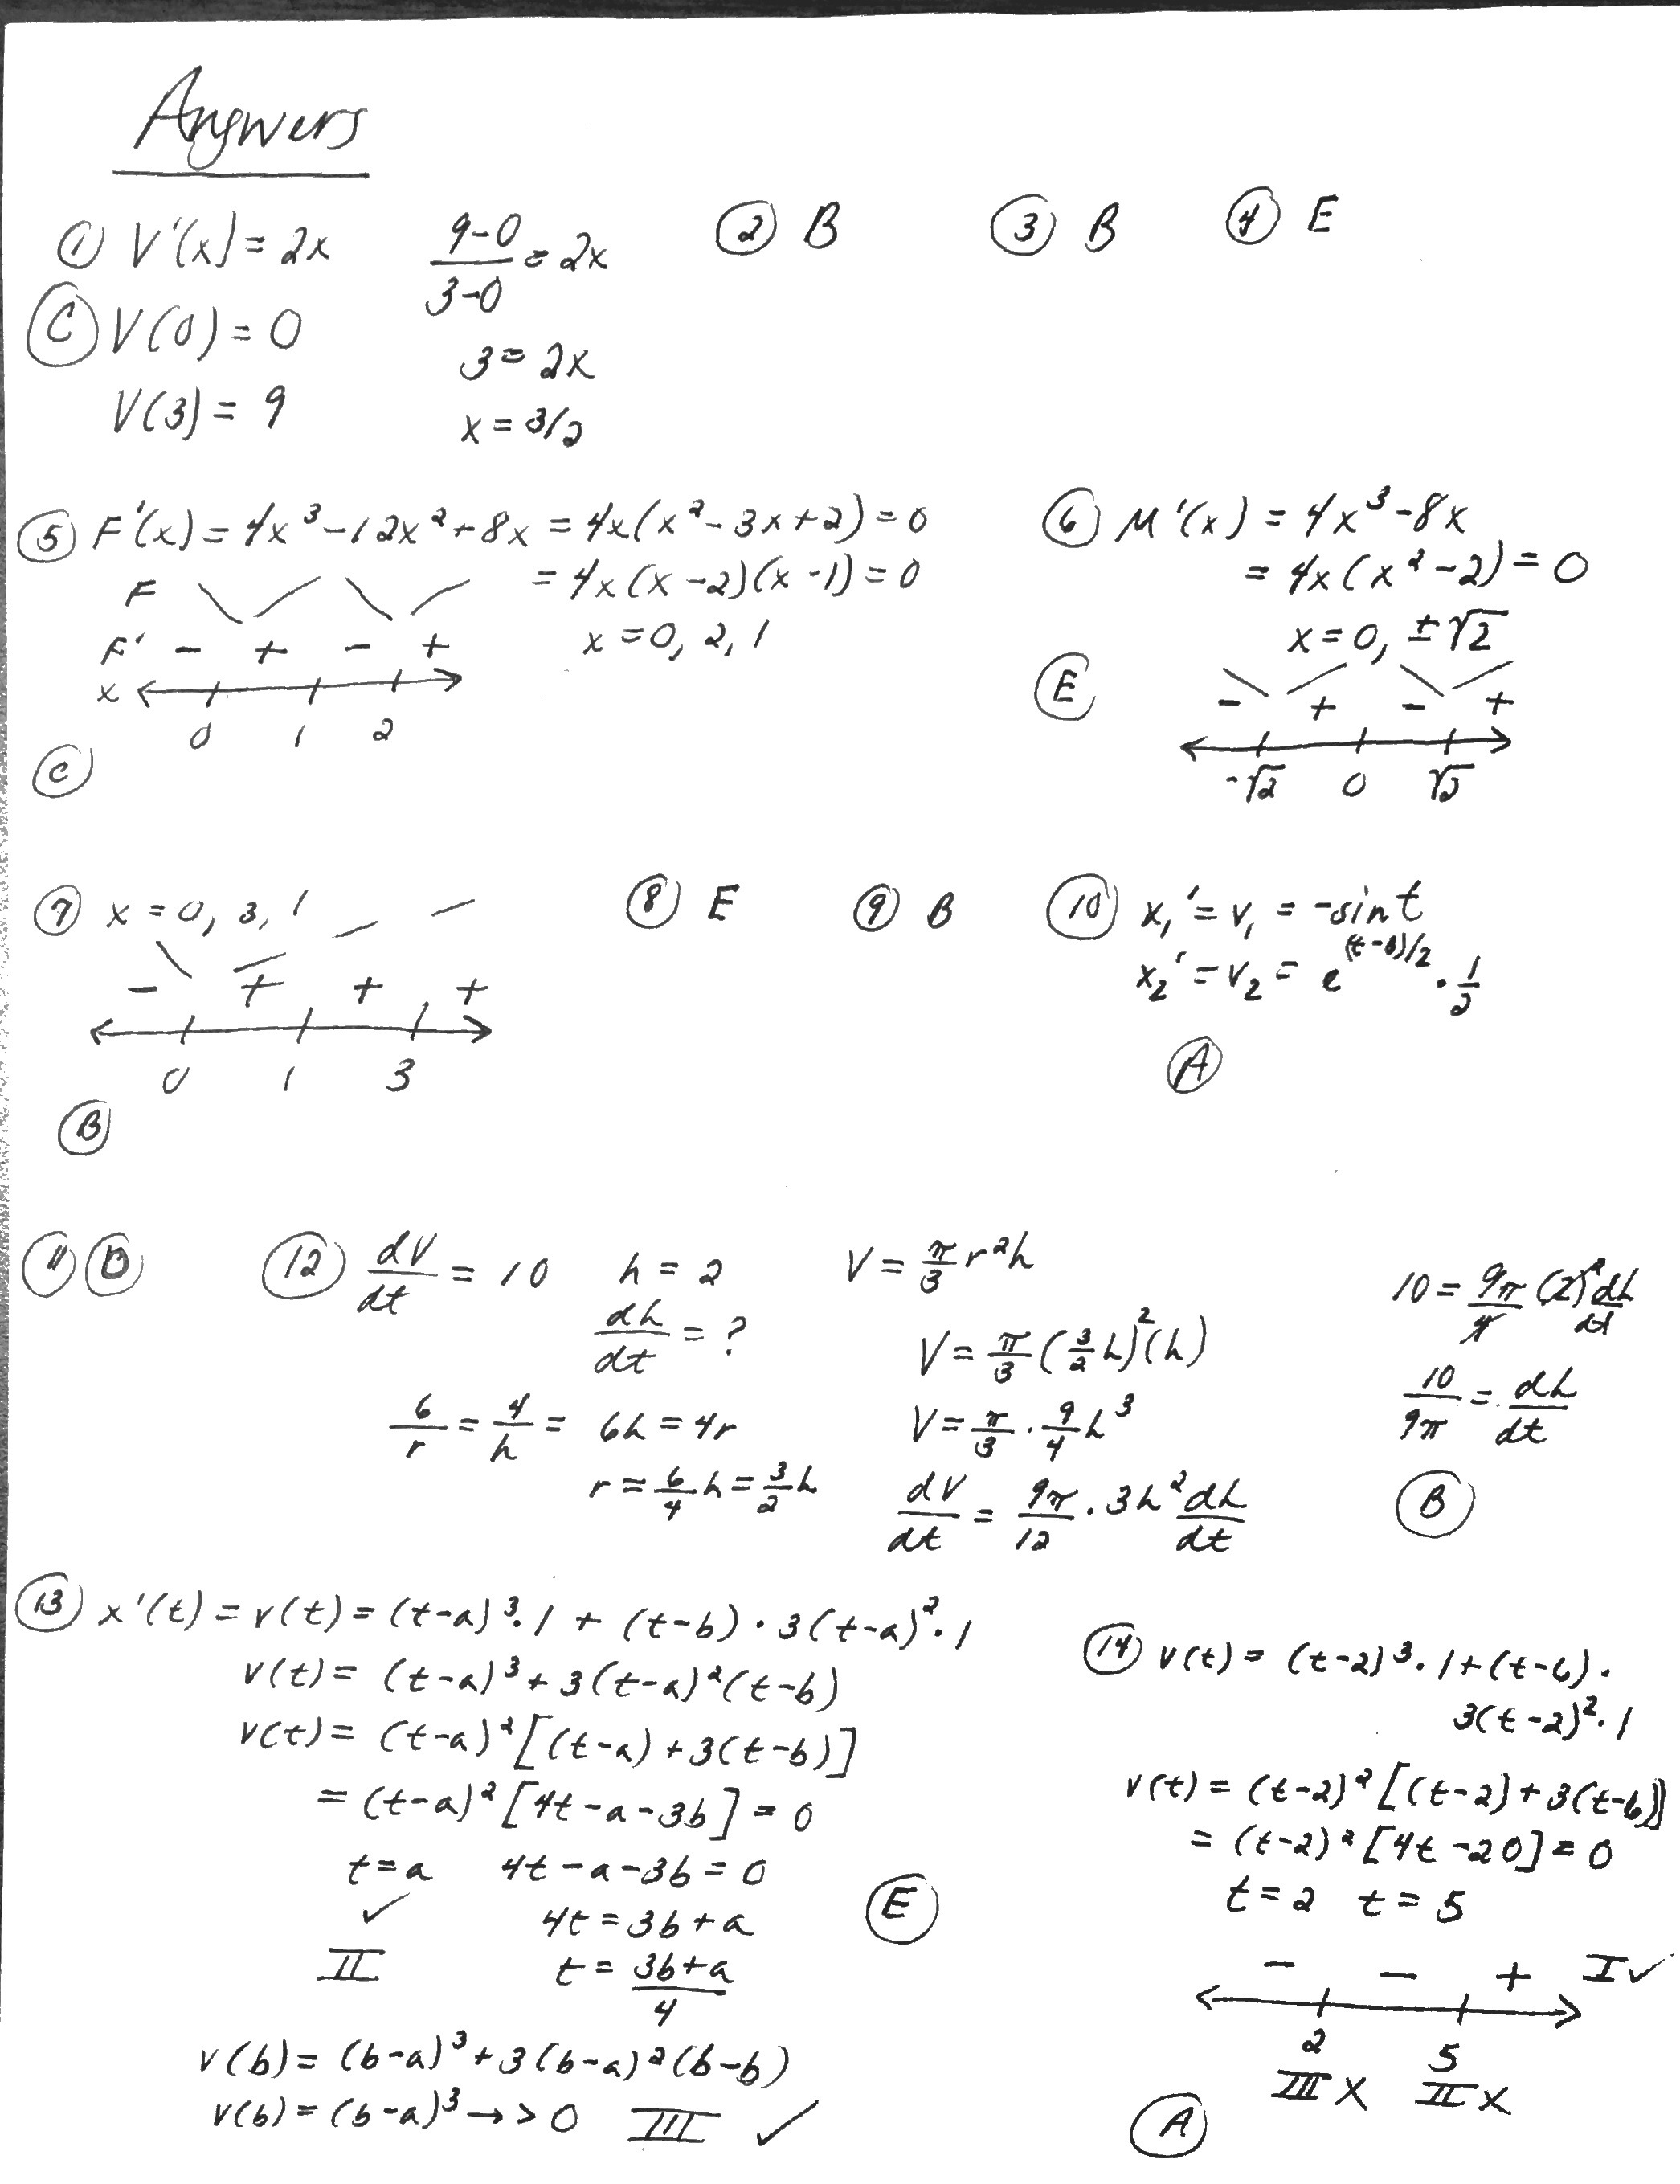 Answers
① V'(x) = 2x
Ⓒ V(0) = 0
V(3) = 9
9-0/3-0 = 2x
3 = 2x
x = 3/2
② B
③ B
④ E
⑤ F'(x) = 4x³-12x²+8x = 4x(x²-3x+2) = 0
= 4x(x-2)(x-1) = 0
x = 0, 2, 1
F
F' - + - +
x
0 1 2
Ⓒ
⑥ M'(x) = 4x³-8x
= 4x(x²-2) = 0
x = 0, ±√2
Ⓔ
- + - +
-√2 0 √2
⑦ x = 0, 3, 1
- + + +
0 1 3
Ⓑ
⑧ E
⑨ B
⑩ x₁' = v₁ = -sin t
x₂' = v₂ = e^((t-8)/2) · 1/2
Ⓐ
⑪ Ⓓ
⑫ dV/dt = 10
h = 2
dh/dt = ?
6/r = 4/h = 6h = 4r
r = 6/4 h = 3/2 h
V = π/3 r²h
V = π/3 (3/2 h)²(h)
V = π/3 · 9/4 h³
dV/dt = 9π/12 · 3h² dh/dt
10 = 9π/4 (2)² dh/dt
10/9π = dh/dt
Ⓑ
⑬ x'(t) = v(t) = (t-a)³·1 + (t-b)·3(t-a)²·1
v(t) = (t-a)³+3(t-a)²(t-b)
v(t) = (t-a)²[(t-a)+3(t-b)]
= (t-a)²[4t-a-3b] = 0
t=a 4t-a-3b = 0
✓ 4t = 3b+a
II t = 3b+a/4
Ⓔ
v(b) = (b-a)³+3(b-a)²(b-b)
v(b) = (b-a)³ → > 0 III ✓
⑭ v(t) = (t-2)³·1+(t-6)·
3(t-2)²·1
v(t) = (t-2)²[(t-2)+3(t-6)]
= (t-2)²[4t-20] = 0
t = 2 t = 5
- - + I ✓
2 5
III X II X
Ⓐ